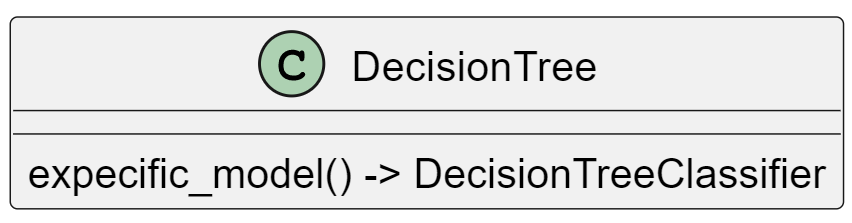 C DecisionTree
expecific_model() -> DecisionTreeClassifier